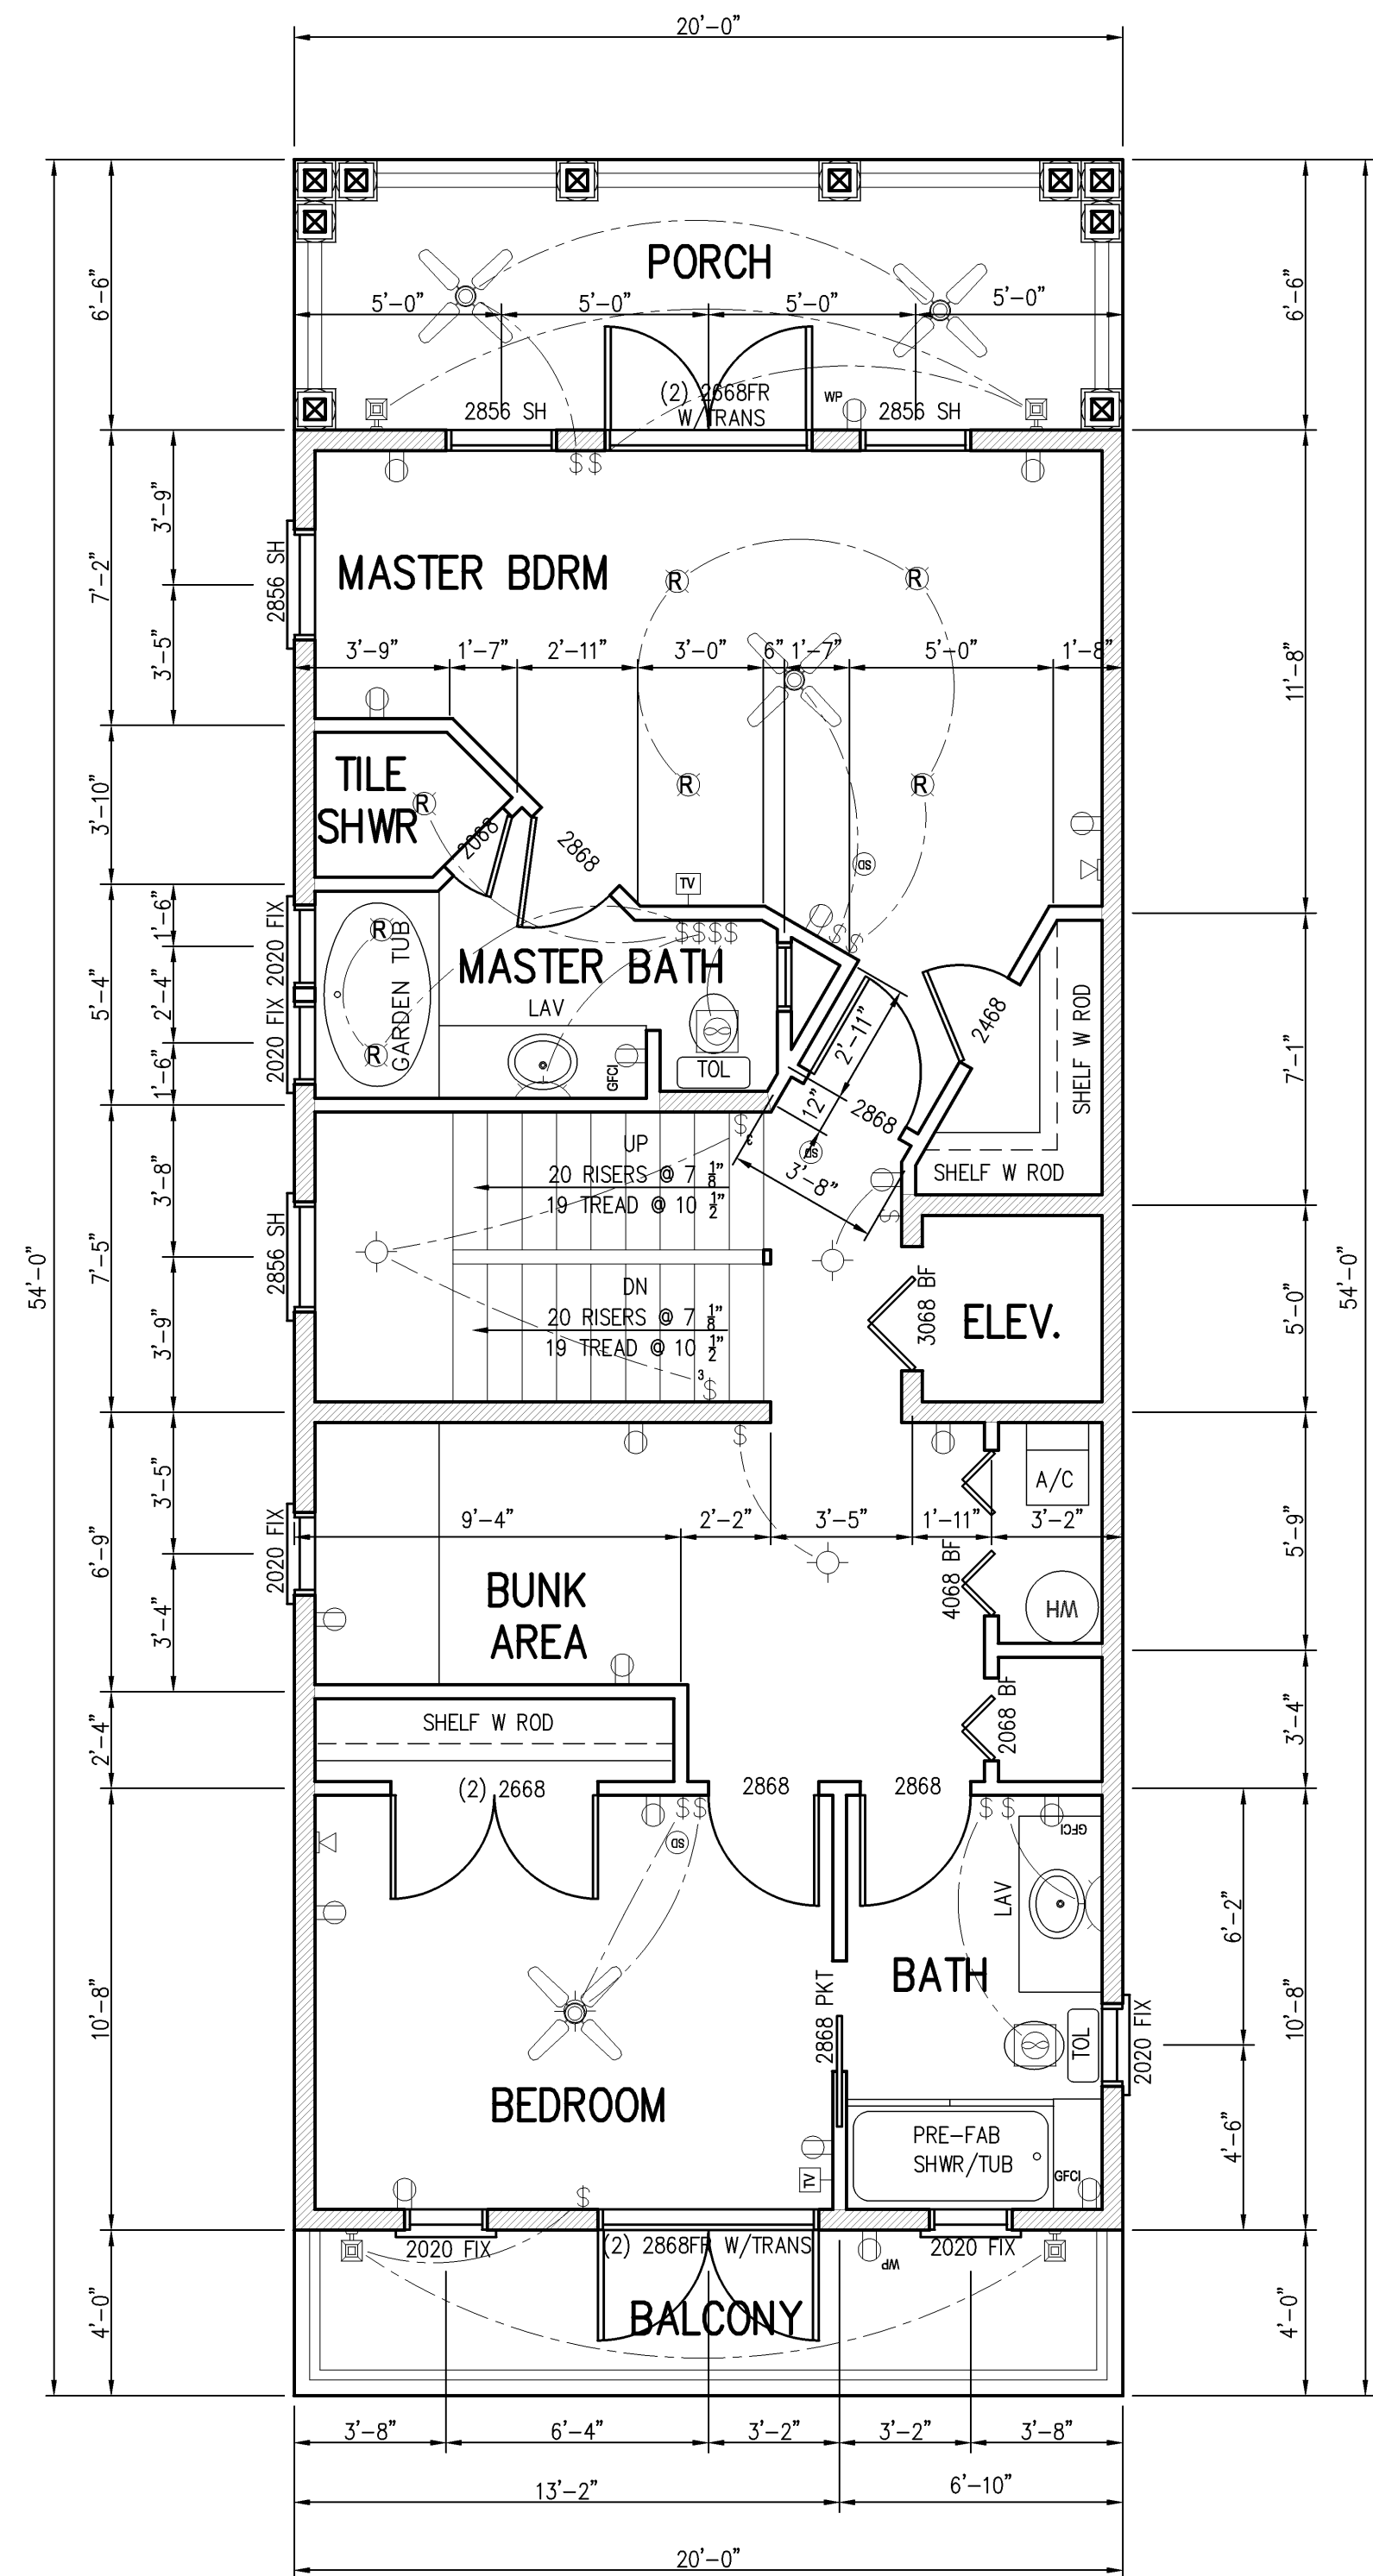 20'-0"
PORCH
5'-0" 5'-0" 5'-0" 5'-0"
6'-6" 6'-6"
2856 SH (2) 2668FR WP 2856 SH
W/TRANS
$ $
3'-9"
7'-2"
2856 SH
MASTER BDRM
R R
3'-5"
3'-9" 1'-7" 2'-11" 3'-0" 6" 1'-7" 5'-0" 1'-8"
11'-8"
TILE
SHWR
R R R
3'-10"
2068 2868
SD
TV
1'-6"
2020 FIX 2020 FIX
R
GARDEN TUB
$ $ $ $ $ $
MASTER BATH
5'-4"
2'-4"
LAV
2'-11"
2468
SHELF W ROD
R
GFCI
TOL
1'-6"
12"
2868
7'-1"
UP
$ 3
SD
3'-8"
20 RISERS @ 7 1/8"
19 TREAD @ 10 1/2"
SHELF W ROD
$
3'-8"
54'-0" 54'-0"
7'-5"
2856 SH
DN
20 RISERS @ 7 1/8"
19 TREAD @ 10 1/2"
3 $
3068 BF
ELEV.
5'-0"
3'-9"
$
3'-5"
A/C
9'-4" 2'-2" 3'-5" 1'-11" 3'-2"
6'-9"
2020 FIX
5'-9"
BUNK
AREA
4068 BF
WH
3'-4"
2'-4"
SHELF W ROD
2068 BF
3'-4"
(2) 2668 2868 2868
$ $ $ $
SD
GFCI
LAV
6'-2"
BATH
10'-8" 10'-8"
2868 PKT
TOL
2020 FIX
BEDROOM
PRE-FAB
SHWR/TUB
4'-6"
TV
GFCI
$
2020 FIX (2) 2868FR W/TRANS WP 2020 FIX
BALCONY
4'-0" 4'-0"
3'-8" 6'-4" 3'-2" 3'-2" 3'-8"
13'-2" 6'-10"
20'-0"